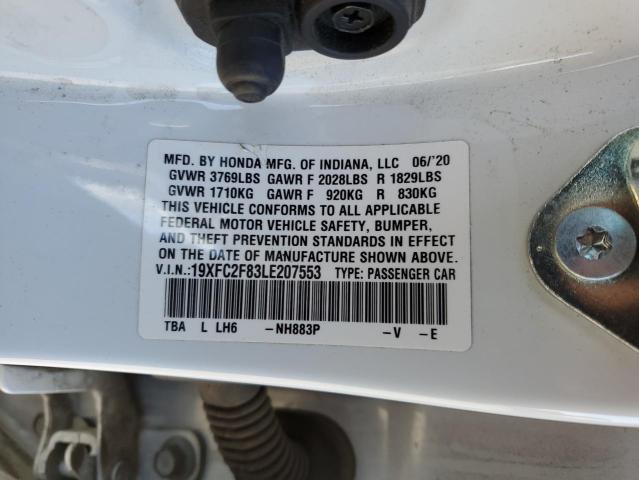 MFD. BY HONDA MFG. OF INDIANA, LLC 06/'20
GVWR 3769LBS GAWR F 2028LBS R 1829LBS
GVWR 1710KG GAWR F 920KG R 830KG
THIS VEHICLE CONFORMS TO ALL APPLICABLE
FEDERAL MOTOR VEHICLE SAFETY, BUMPER,
AND THEFT PREVENTION STANDARDS IN EFFECT
ON THE DATE OF MANUFACTURE SHOWN ABOVE.
V.I.N.:19XFC2F83LE207553 TYPE: PASSENGER CAR
TBA L LH6 -NH883P -V -E